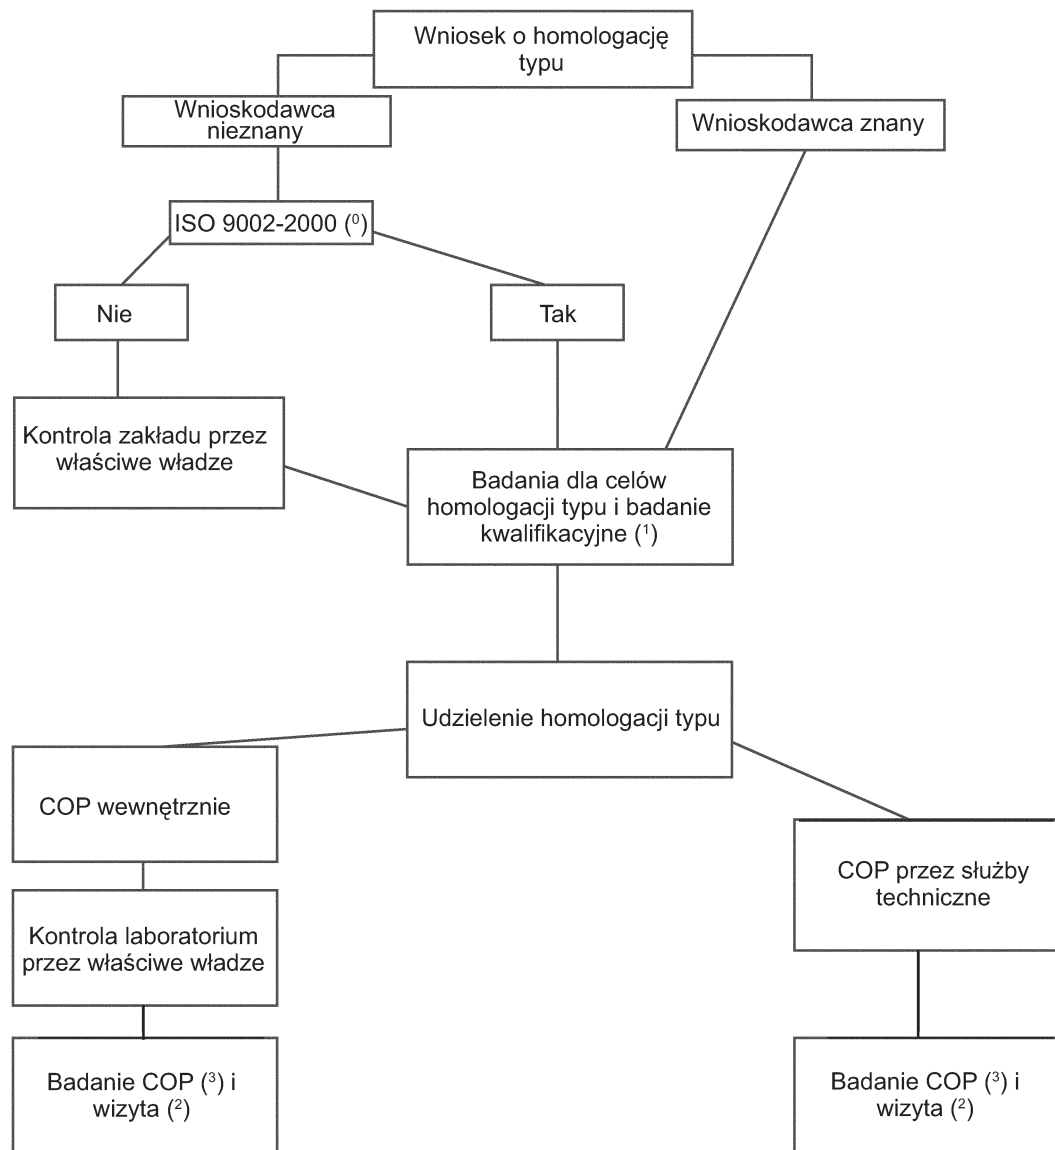 Wniosek o homologację
typu
Wnioskodawca
nieznany
Wnioskodawca znany
ISO 9002-2000 (⁰)
Nie
Tak
Kontrola zakładu przez
właściwe władze
Badania dla celów
homologacji typu i badanie
kwalifikacyjne (¹)
Udzielenie homologacji typu
COP wewnętrznie
COP przez służby
techniczne
Kontrola laboratorium
przez właściwe władze
Badanie COP (³) i
wizyta (²)
Badanie COP (³) i
wizyta (²)